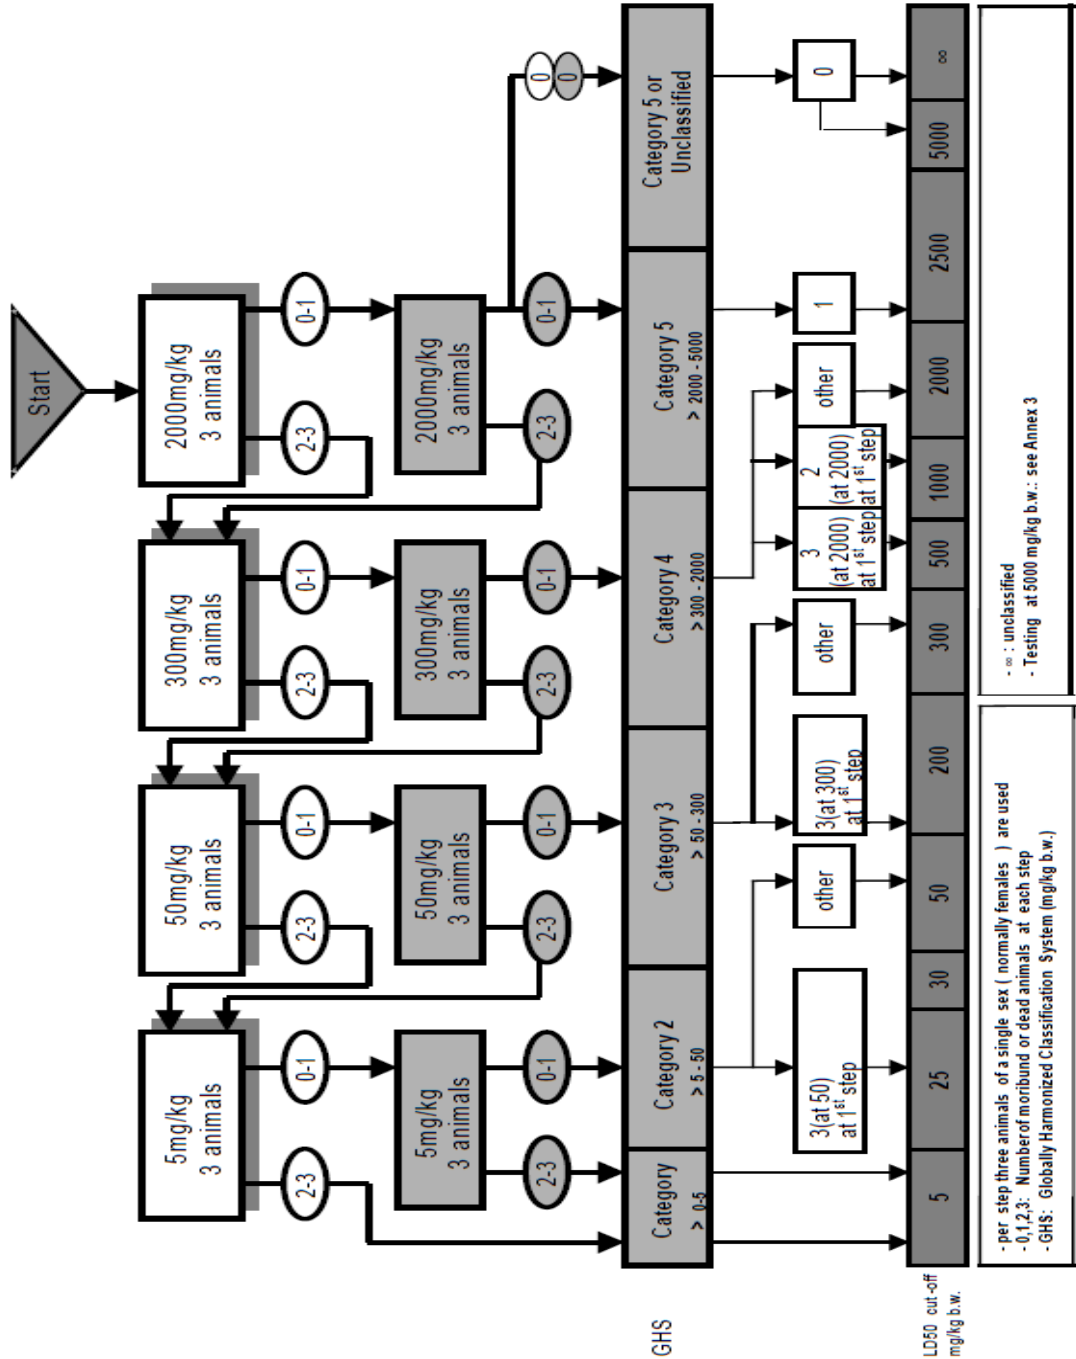 Start
5mg/kg
3 animals
50mg/kg
3 animals
300mg/kg
3 animals
2000mg/kg
3 animals
2-3
0-1
2-3
0-1
2-3
0-1
2-3
0-1
5mg/kg
3 animals
50mg/kg
3 animals
300mg/kg
3 animals
2000mg/kg
3 animals
2-3
0-1
2-3
0-1
2-3
0-1
2-3
0-1
0
0
GHS
Category
> 0-5
Category 2
> 5 - 50
Category 3
> 50 - 300
Category 4
> 300 - 2000
Category 5
> 2000 - 5000
Category 5 or
Unclassified
3(at 50)
at 1st step
other
3(at 300)
at 1st step
other
3
(at 2000)
at 1st step
2
(at 2000)
at 1st step
other
1
0
LD50 cut-off
mg/kg b.w.
5
25
30
50
200
300
500
1000
2000
2500
5000
∞
- per step three animals of a single sex ( normally females ) are used
- 0,1,2,3: Number of moribund or dead animals at each step
- GHS: Globally Harmonized Classification System (mg/kg b.w.)
- ∞ : unclassified
- Testing at 5000 mg/kg b.w.: see Annex 3